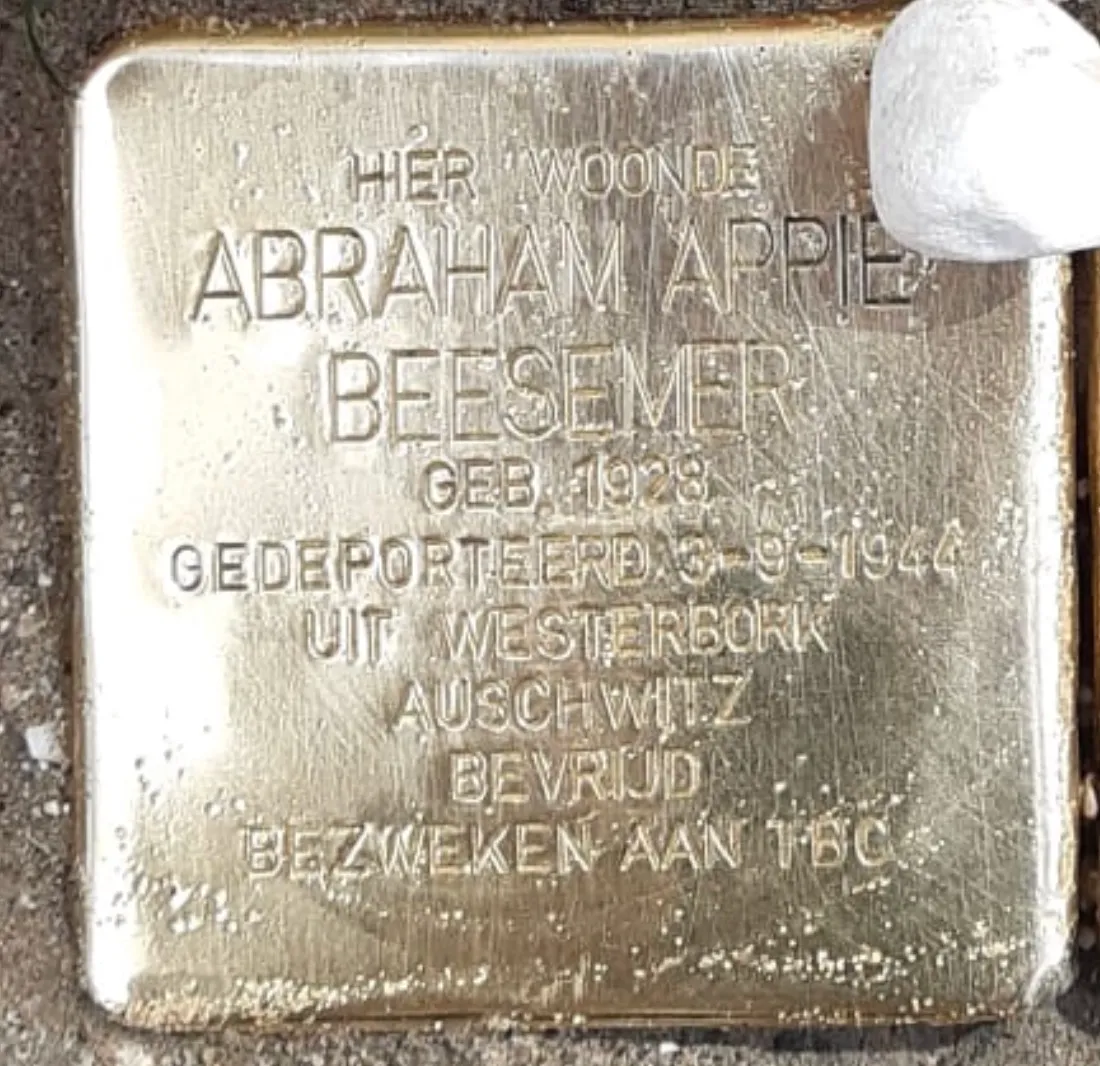 HIER WOONDE
ABRAHAM APPIE
BEESEMER
GEB. 1928
GEDEPORTEERD 3-9-1944
UIT WESTERBORK
AUSCHWITZ
BEVRIJD
BEZWEKEN AAN TBC